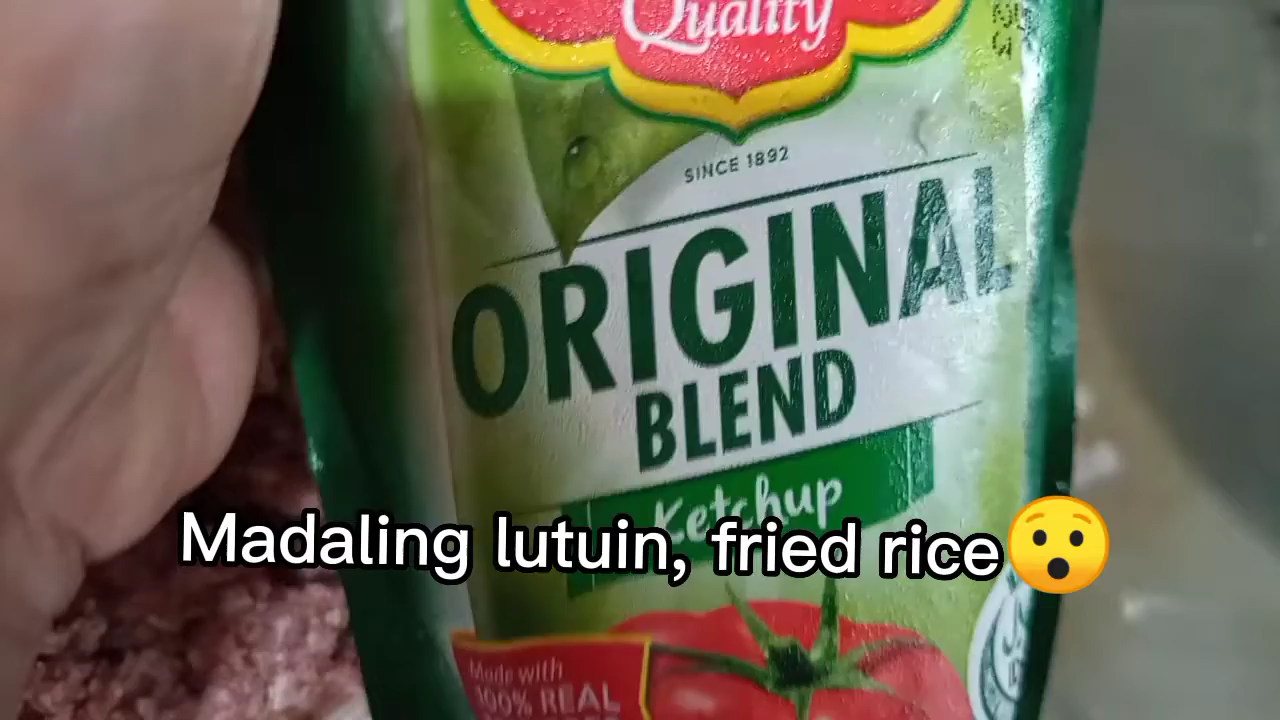 Quality
SINCE 1892
ORIGINAL
BLEND
Ketchup
Madaling lutuin, fried rice😯
Made with
100% REAL